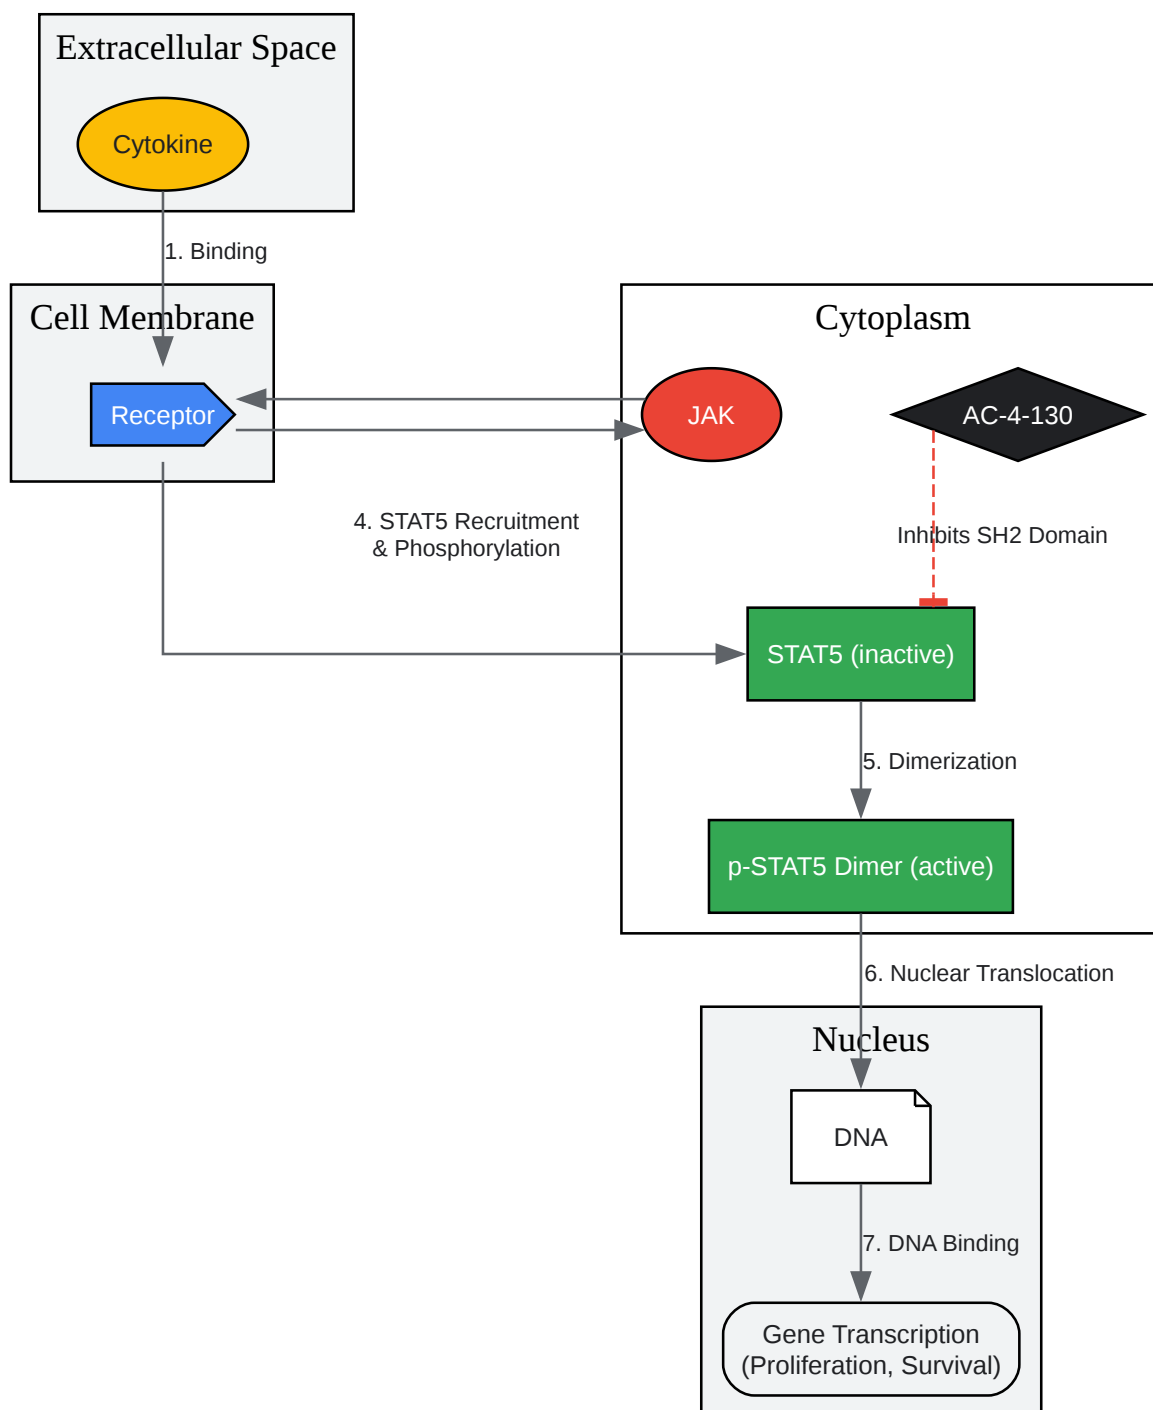 Extracellular Space
Cytokine
1. Binding
Cell Membrane
Cytoplasm
Receptor
JAK
AC-4-130
4. STAT5 Recruitment
& Phosphorylation
Inhibits SH2 Domain
STAT5 (inactive)
5. Dimerization
p-STAT5 Dimer (active)
6. Nuclear Translocation
Nucleus
DNA
7. DNA Binding
Gene Transcription
(Proliferation, Survival)